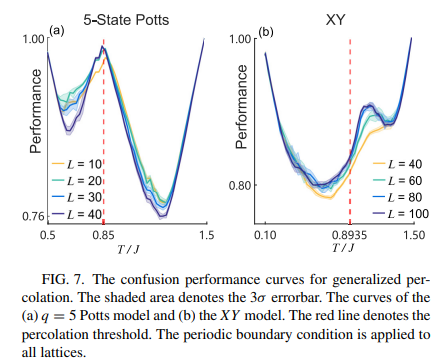 5-State Potts
XY
(a)
1.00
Performance
0.76
L = 10
L = 20
L = 30
L = 40
0.5
0.85
1.5
T / J
(b)
1.00
Performance
0.80
L = 40
L = 60
L = 80
L = 100
0.10
0.8935
1.50
T / J
FIG. 7. The confusion performance curves for generalized per-
colation. The shaded area denotes the 3σ errorbar. The curves of the
(a) q = 5 Potts model and (b) the XY model. The red line denotes the
percolation threshold. The periodic boundary condition is applied to
all lattices.